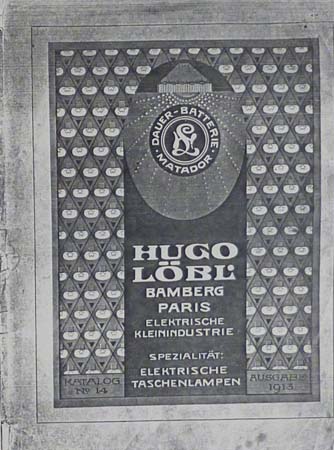 DAUER-BATTERIE
MATADOR
HUGO
LÖBL
BAMBERG
PARIS
ELEKTRISCHE
KLEININDUSTRIE
SPEZIALITÄT:
ELEKTRISCHE
TASCHENLAMPEN
KATALOG
Nº 14
AUSGABE
1913